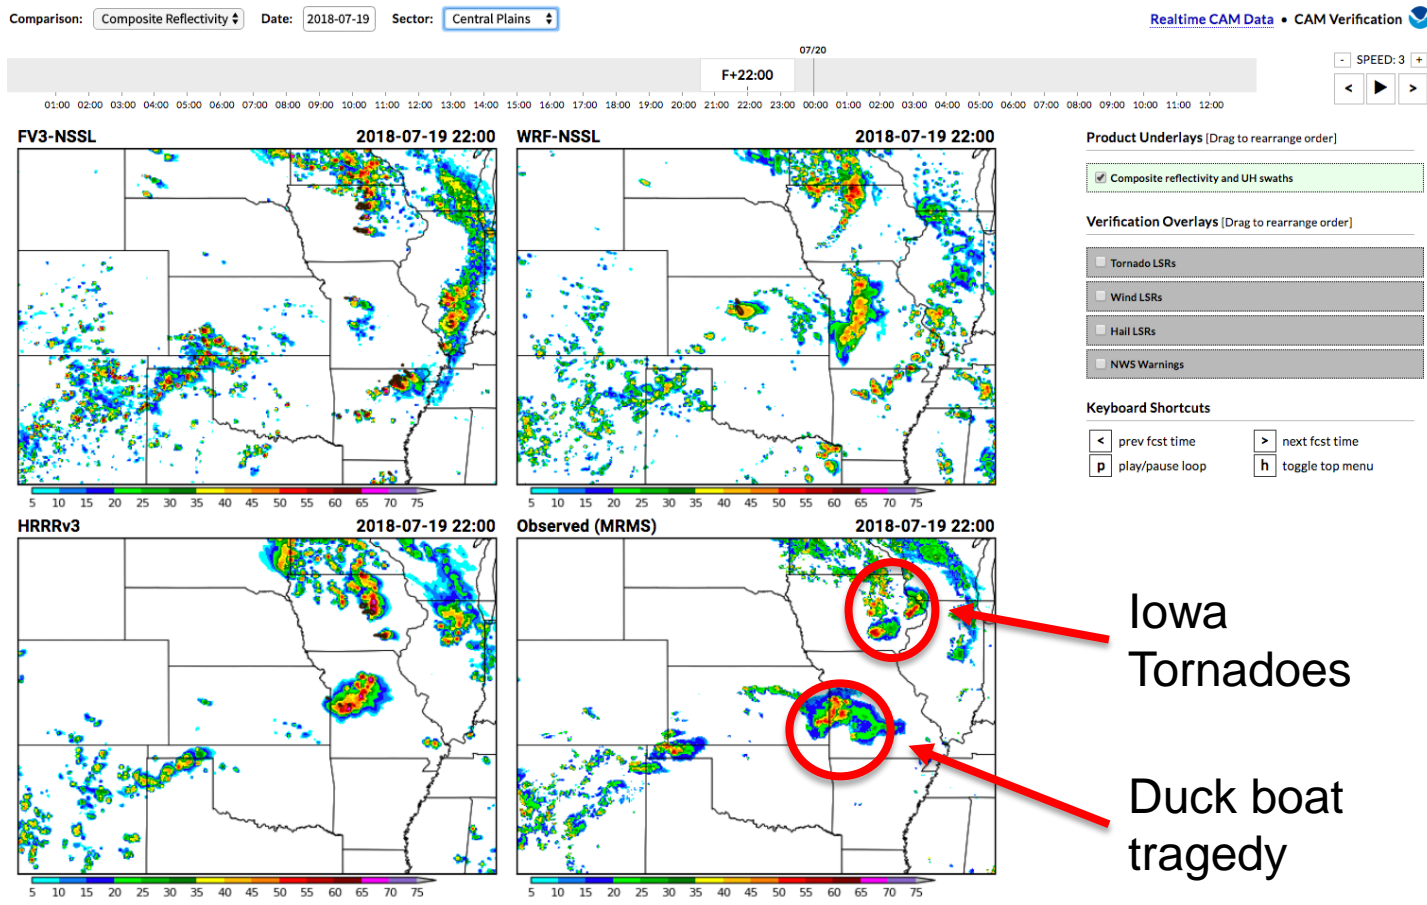 Comparison: Composite Reflectivity Date: 2018-07-19 Sector: Central Plains Realtime CAM Data • CAM Verification
07/20
- SPEED: 3 +
F+22:00
< ▶ >
01:00 02:00 03:00 04:00 05:00 06:00 07:00 08:00 09:00 10:00 11:00 12:00 13:00 14:00 15:00 16:00 17:00 18:00 19:00 20:00 21:00 22:00 23:00 00:00 01:00 02:00 03:00 04:00 05:00 06:00 07:00 08:00 09:00 10:00 11:00 12:00
FV3-NSSL 2018-07-19 22:00
5 10 15 20 25 30 35 40 45 50 55 60 65 70 75
WRF-NSSL 2018-07-19 22:00
5 10 15 20 25 30 35 40 45 50 55 60 65 70 75
Product Underlays [Drag to rearrange order]
Composite reflectivity and UH swaths
Verification Overlays [Drag to rearrange order]
Tornado LSRs
Wind LSRs
Hail LSRs
NWS Warnings
Keyboard Shortcuts
< prev fcst time > next fcst time
p play/pause loop h toggle top menu
HRRRv3 2018-07-19 22:00
5 10 15 20 25 30 35 40 45 50 55 60 65 70 75
Observed (MRMS) 2018-07-19 22:00
5 10 15 20 25 30 35 40 45 50 55 60 65 70 75
Iowa
Tornadoes
Duck boat
tragedy